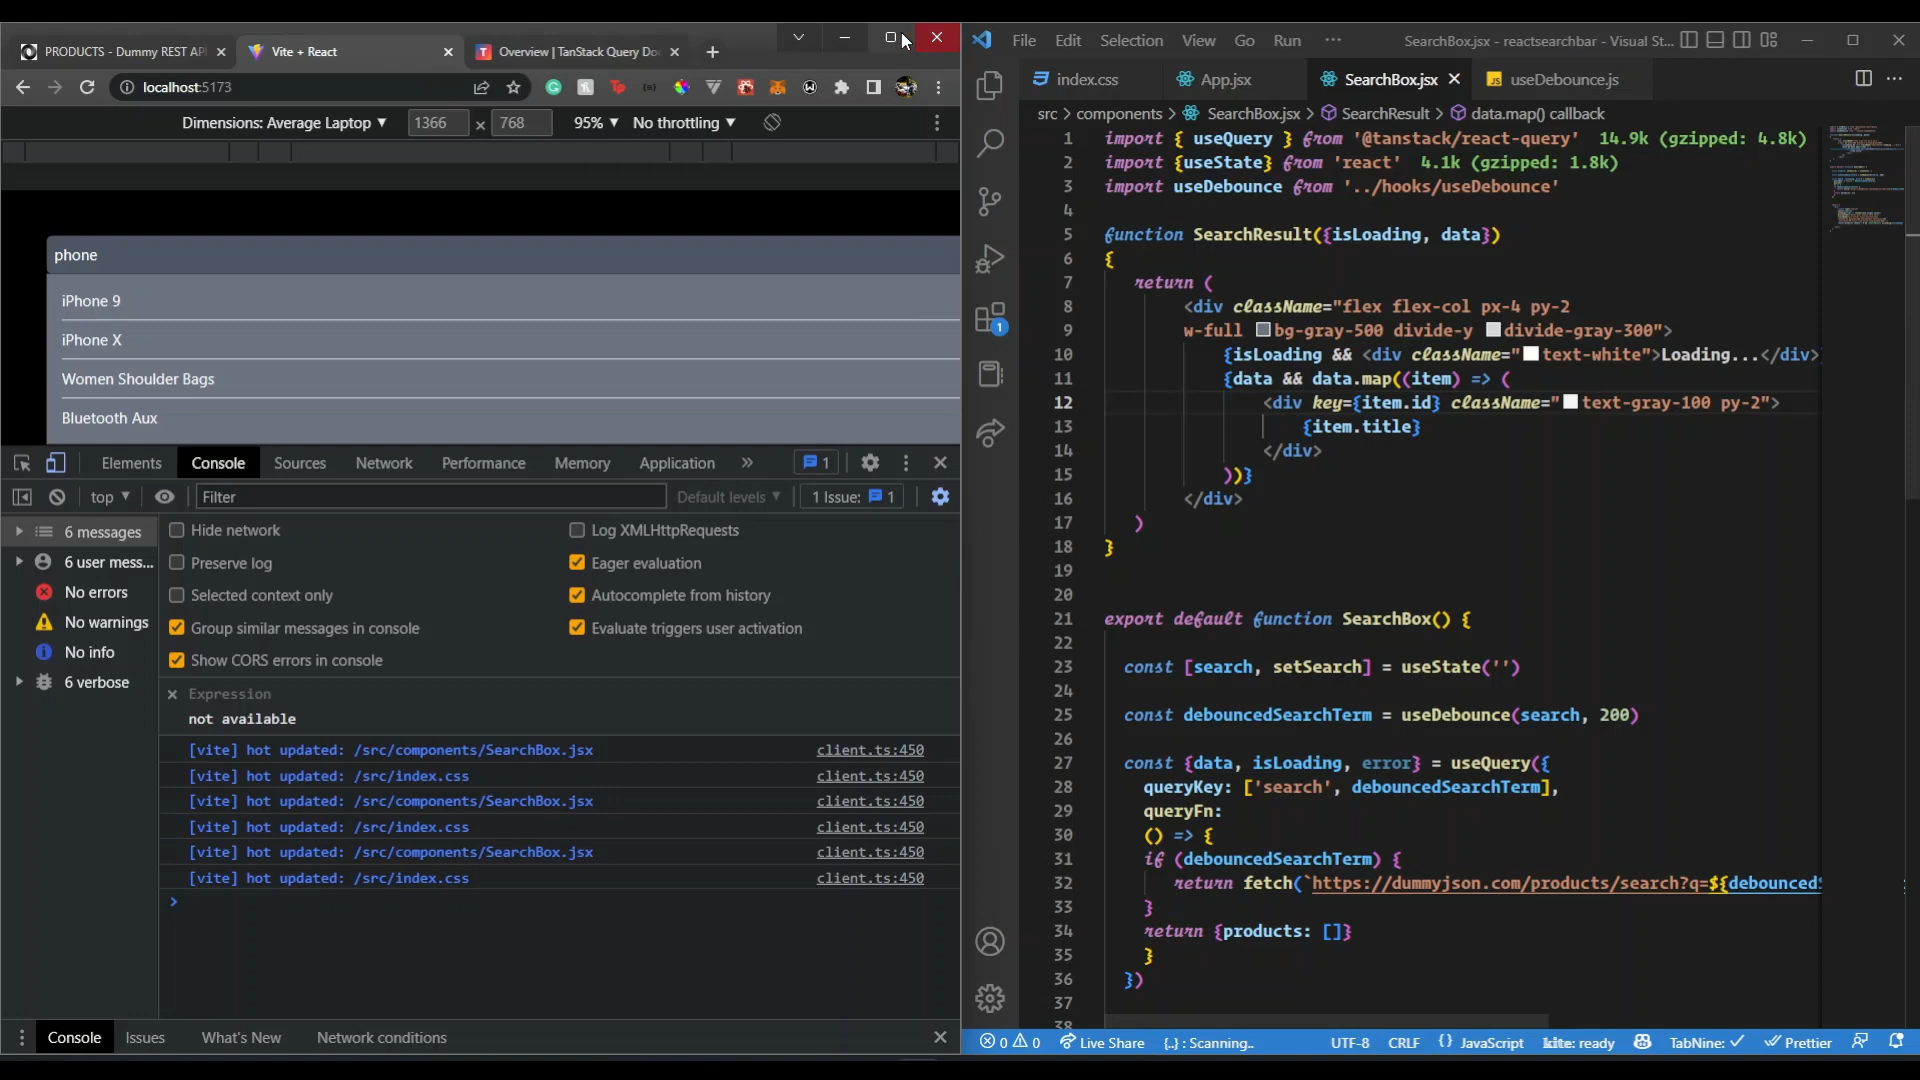 PRODUCTS - Dummy REST API
Vite + React
Overview | TanStack Query Doc
localhost:5173
Dimensions: Average Laptop
1366 x 768
95%
No throttling
phone
iPhone 9
iPhone X
Women Shoulder Bags
Bluetooth Aux
Elements Console Sources Network Performance Memory Application » 1
top Filter Default levels 1 Issue: 1
6 messages
6 user mess...
No errors
No warnings
No info
6 verbose
Hide network
Log XMLHttpRequests
Preserve log
Eager evaluation
Selected context only
Autocomplete from history
Group similar messages in console
Evaluate triggers user activation
Show CORS errors in console
Expression
not available
[vite] hot updated: /src/components/SearchBox.jsx client.ts:450
[vite] hot updated: /src/index.css client.ts:450
[vite] hot updated: /src/components/SearchBox.jsx client.ts:450
[vite] hot updated: /src/index.css client.ts:450
[vite] hot updated: /src/components/SearchBox.jsx client.ts:450
[vite] hot updated: /src/index.css client.ts:450
>
Console Issues What's New Network conditions
File Edit Selection View Go Run ···
SearchBox.jsx - reactsearchbar - Visual St...
index.css App.jsx SearchBox.jsx useDebounce.js
src > components > SearchBox.jsx > SearchResult > data.map() callback
1
1 import { useQuery } from '@tanstack/react-query' 14.9k (gzipped: 4.8k)
2 import {useState} from 'react' 4.1k (gzipped: 1.8k)
3 import useDebounce from '../hooks/useDebounce'
4
5 function SearchResult({isLoading, data})
6 {
7 return (
8 <div className="flex flex-col px-4 py-2
9 w-full bg-gray-500 divide-y divide-gray-300">
10 {isLoading && <div className="text-white">Loading...</div>
11 {data && data.map((item) => (
12 <div key={item.id} className="text-gray-100 py-2">
13 {item.title}
14 </div>
15 ))}
16 </div>
17 )
18 }
19
20
21 export default function SearchBox() {
22
23 const [search, setSearch] = useState('')
24
25 const debouncedSearchTerm = useDebounce(search, 200)
26
27 const {data, isLoading, error} = useQuery({
28 queryKey: ['search', debouncedSearchTerm],
29 queryFn:
30 () => {
31 if (debouncedSearchTerm) {
32 return fetch(`https://dummyjson.com/products/search?q=${debouncedS
33 }
34 return {products: []}
35 }
36 })
37
38
0 0 Live Share {..} : Scanning.. UTF-8 CRLF {} JavaScript kite: ready TabNine: ✓ Prettier